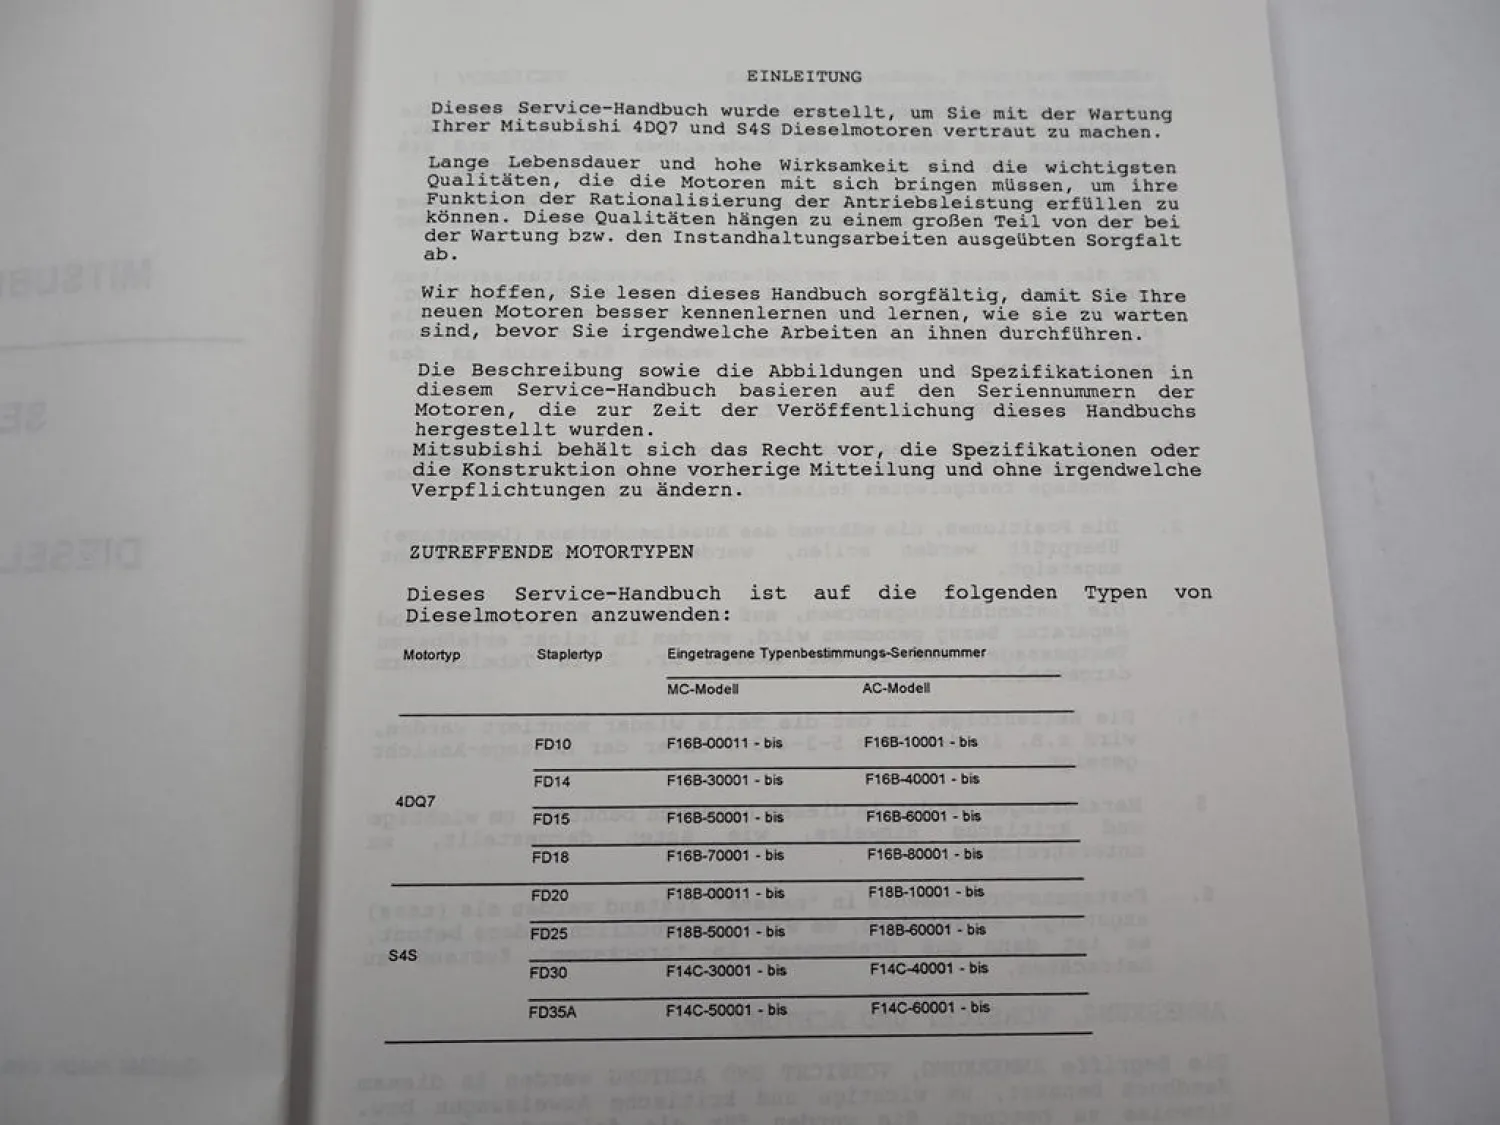 EINLEITUNG
Dieses Service-Handbuch wurde erstellt, um Sie mit der Wartung
Ihrer Mitsubishi 4DQ7 und S4S Dieselmotoren vertraut zu machen.
Lange Lebensdauer und hohe Wirksamkeit sind die wichtigsten
Qualitäten, die die Motoren mit sich bringen müssen, um ihre
Funktion der Rationalisierung der Antriebsleistung erfüllen zu
können. Diese Qualitäten hängen zu einem großen Teil von der bei
der Wartung bzw. den Instandhaltungsarbeiten ausgeübten Sorgfalt
ab.
Wir hoffen, Sie lesen dieses Handbuch sorgfältig, damit Sie Ihre
neuen Motoren besser kennenlernen und lernen, wie sie zu warten
sind, bevor Sie irgendwelche Arbeiten an ihnen durchführen.
Die Beschreibung sowie die Abbildungen und Spezifikationen in
diesem Service-Handbuch basieren auf den Seriennummern der
Motoren, die zur Zeit der Veröffentlichung dieses Handbuchs
hergestellt wurden.
Mitsubishi behält sich das Recht vor, die Spezifikationen oder
die Konstruktion ohne vorherige Mitteilung und ohne irgendwelche
Verpflichtungen zu ändern.
ZUTREFFENDE MOTORTYPEN
Dieses Service-Handbuch ist auf die folgenden Typen von
Dieselmotoren anzuwenden:
Motortyp Staplertyp Eingetragene Typenbestimmungs-Seriennummer
MC-Modell AC-Modell
FD10 F16B-00011 - bis F16B-10001 - bis
FD14 F16B-30001 - bis F16B-40001 - bis
4DQ7
FD15 F16B-50001 - bis F16B-60001 - bis
FD18 F16B-70001 - bis F16B-80001 - bis
FD20 F18B-00011 - bis F18B-10001 - bis
FD25 F18B-50001 - bis F18B-60001 - bis
S4S
FD30 F14C-30001 - bis F14C-40001 - bis
FD35A F14C-50001 - bis F14C-60001 - bis